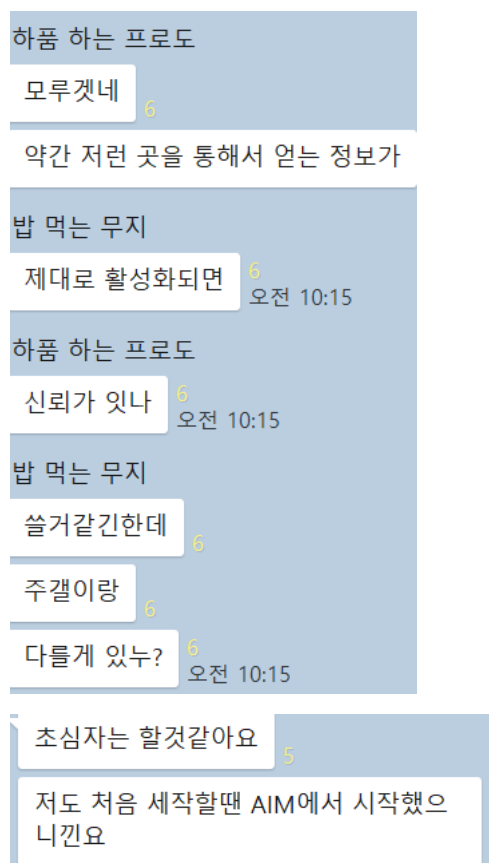 하품 하는 프로도
모루겟네
6
약간 저런 곳을 통해서 얻는 정보가
밥 먹는 무지
제대로 활성화되면
6
오전 10:15
하품 하는 프로도
신뢰가 잇나
6
오전 10:15
밥 먹는 무지
쓸거같긴한데
6
주갤이랑
6
다를게 있누?
6
오전 10:15
초심자는 할것같아요
5
저도 처음 세작할땐 AIM에서 시작했으
니낀요